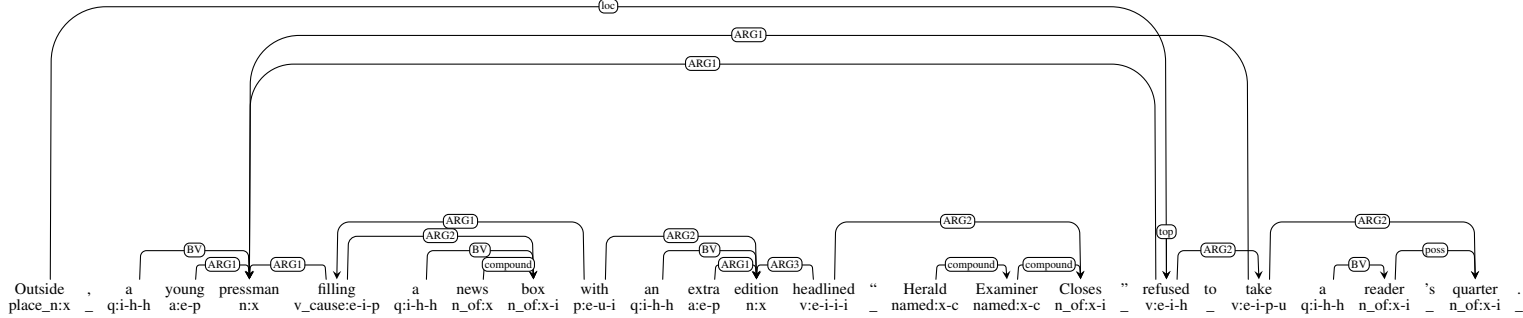 loc
ARG1
ARG1
ARG1 ARG2 ARG2
ARG2 ARG2 top
BV BV BV ARG2 poss
ARG1 ARG1 compound ARG1 ARG3 compound compound BV
Outside , a young pressman filling a news box with an extra edition headlined “ Herald Examiner Closes ” refused to take a reader ’s quarter .
place_n:x _ q:i-h-h a:e-p n:x v_cause:e-i-p q:i-h-h n_of:x n_of:x-i p:e-u-i q:i-h-h a:e-p n:x v:e-i-i-i _ named:x-c named:x-c n_of:x-i _ v:e-i-h _ v:e-i-p-u q:i-h-h n_of:x-i _ n_of:x-i _